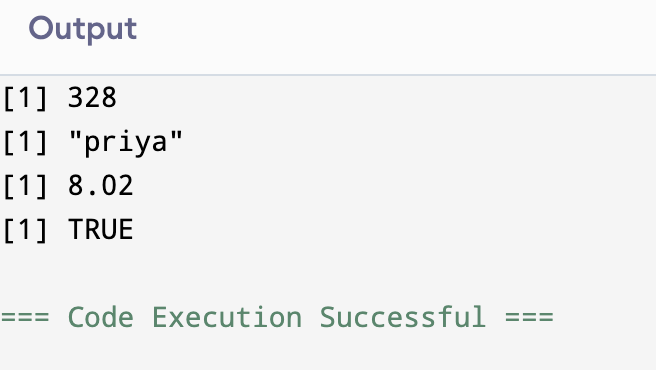 Output
[1] 328
[1] "priya"
[1] 8.02
[1] TRUE
=== Code Execution Successful ===